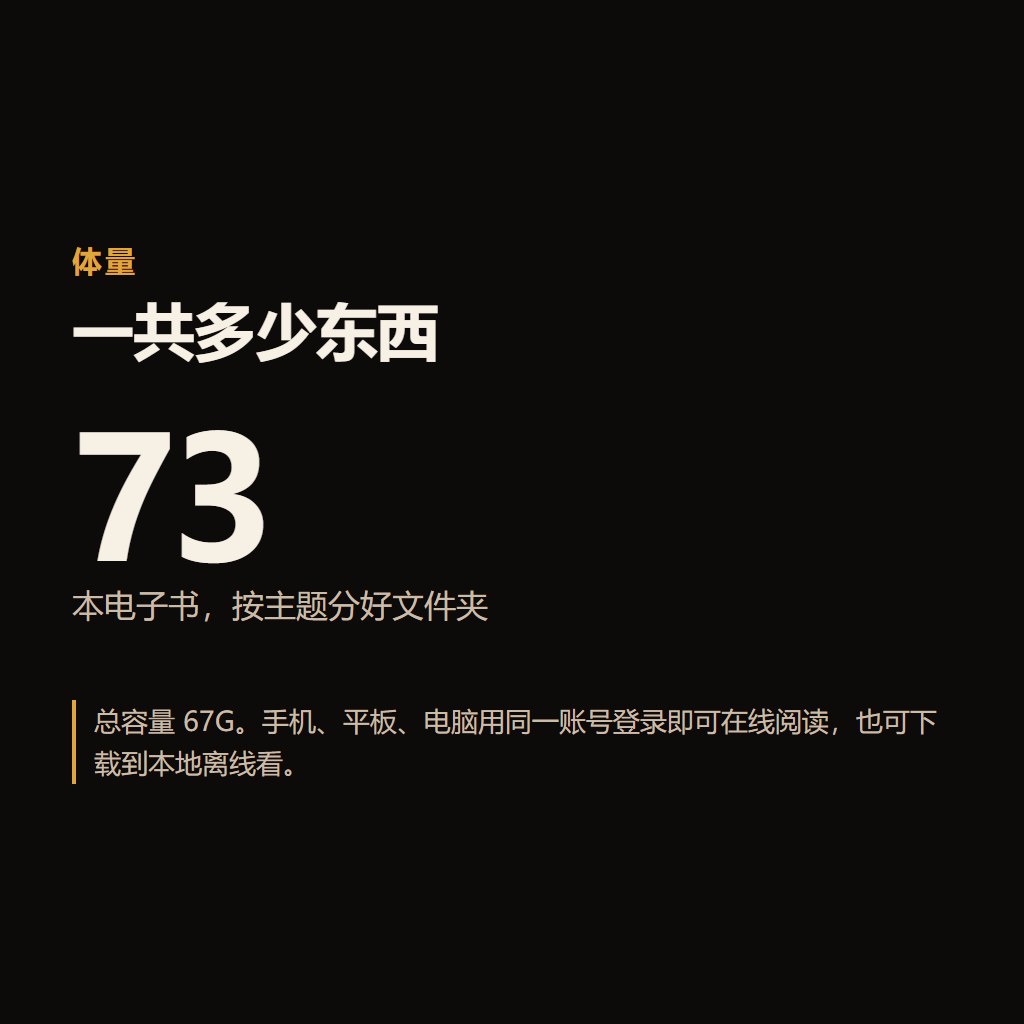 体量
一共多少东西
73
本电子书，按主题分好文件夹
总容量 67G。手机、平板、电脑用同一账号登录即可在线阅读，也可下
载到本地离线看。